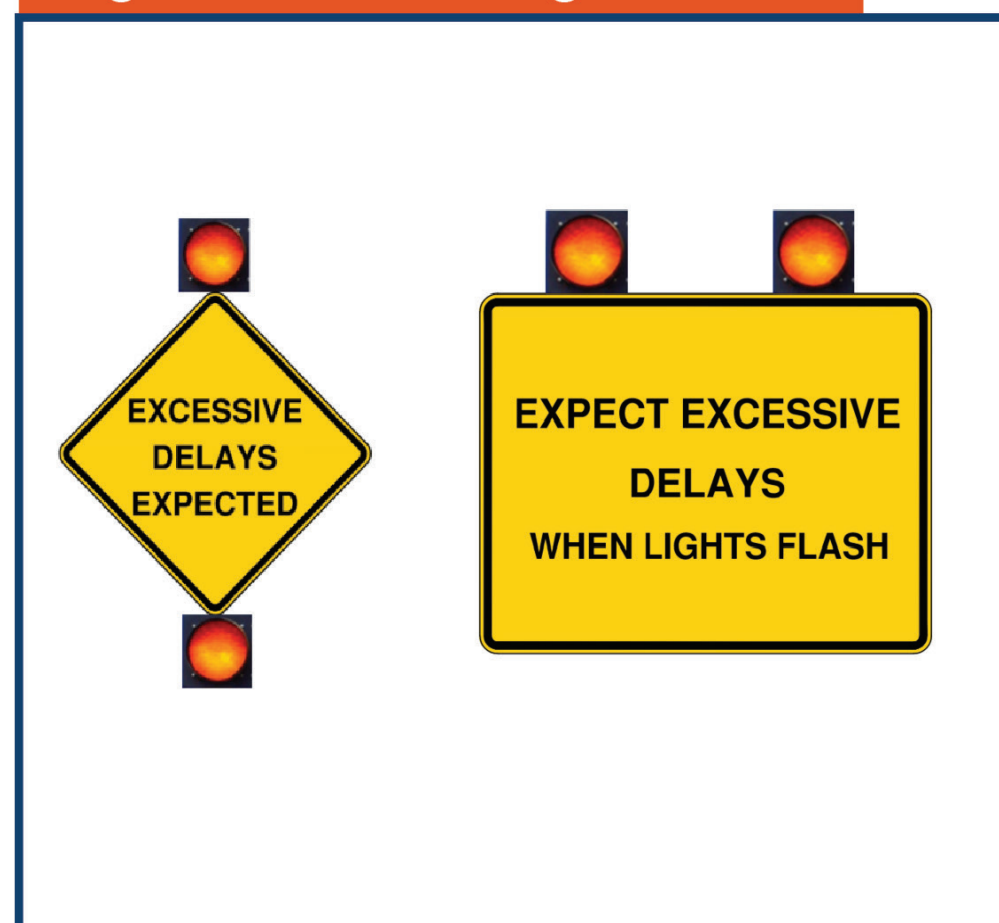 EXCESSIVE
DELAYS
EXPECTED
EXPECT EXCESSIVE
DELAYS
WHEN LIGHTS FLASH